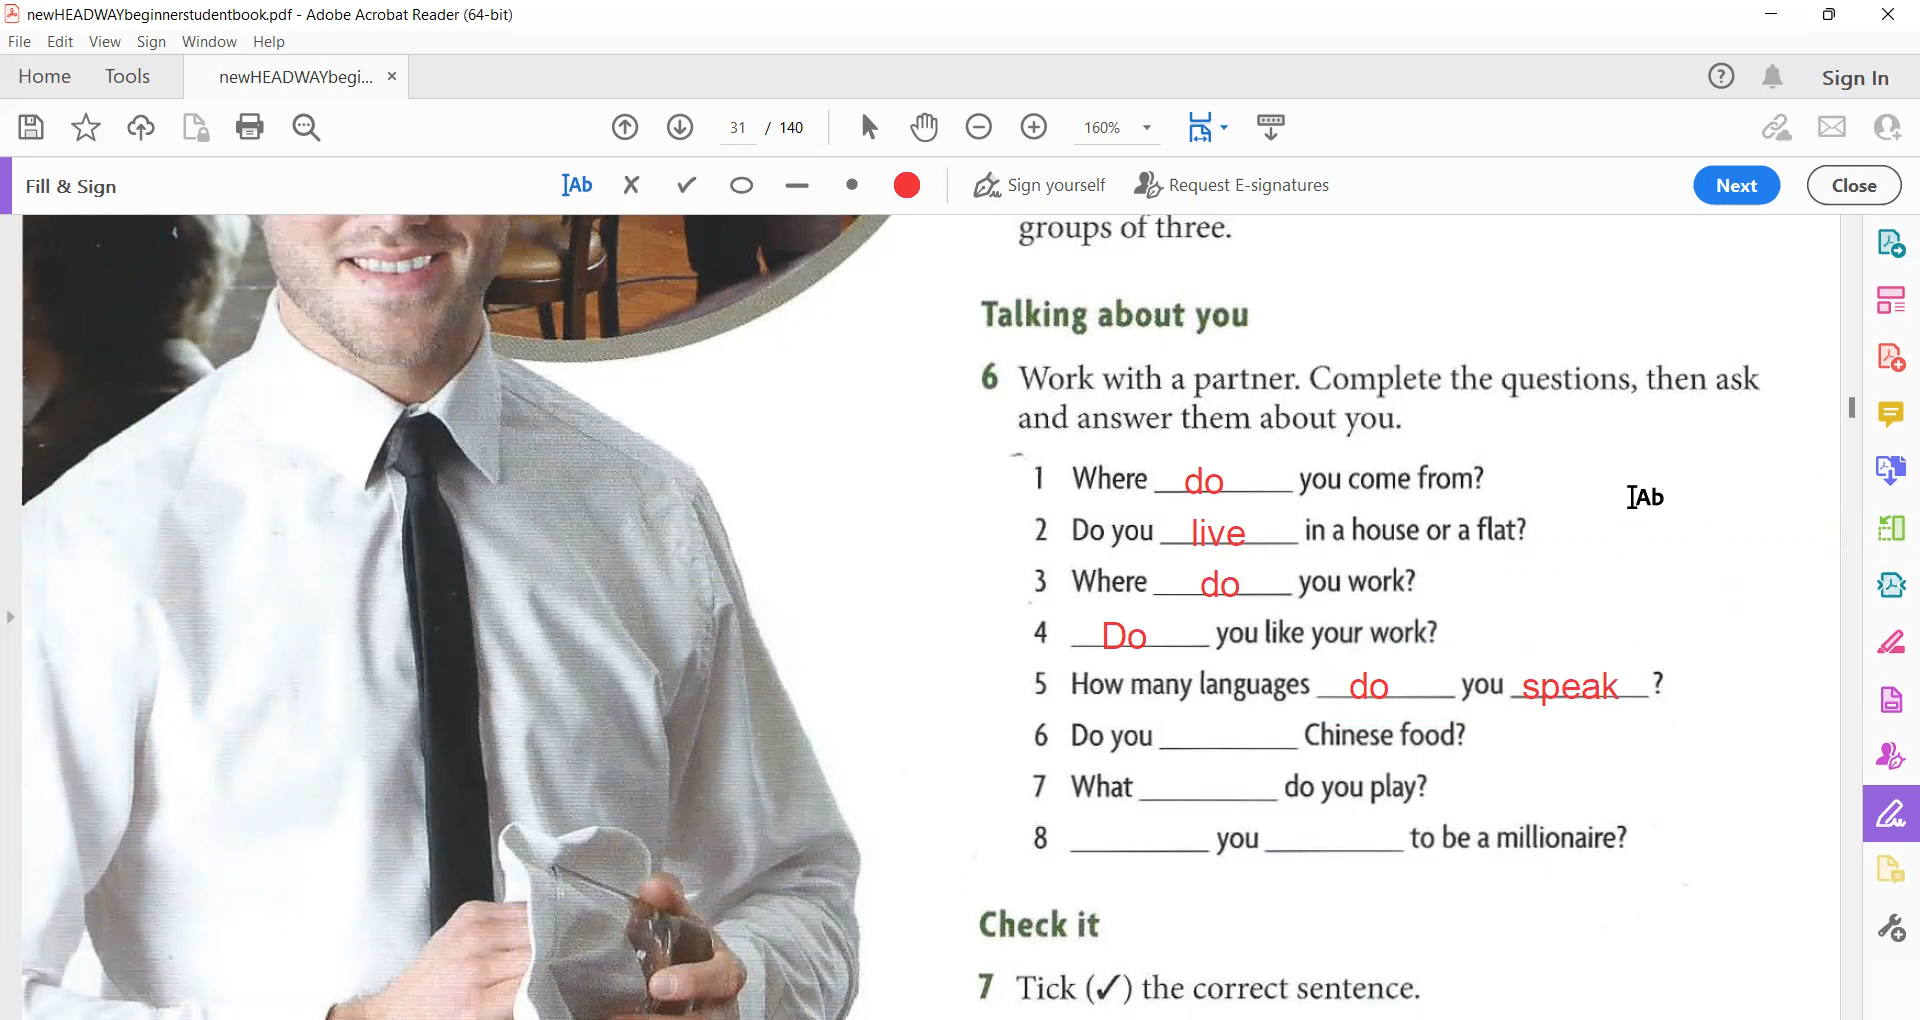 newHEADWAYbeginnerstudentbook.pdf - Adobe Acrobat Reader (64-bit)
File Edit View Sign Window Help
Home Tools newHEADWAYbegi... ×
? Sign In
31 / 140
160%
Fill & Sign
Ab
Sign yourself
Request E-signatures
Next
Close
groups of three.
Talking about you
6 Work with a partner. Complete the questions, then ask
and answer them about you.
1 Where do you come from?
Ab
2 Do you live in a house or a flat?
3 Where do you work?
4 Do you like your work?
5 How many languages do you speak ?
6 Do you __________ Chinese food?
7 What __________ do you play?
8 __________ you __________ to be a millionaire?
Check it
7 Tick (✓) the correct sentence.